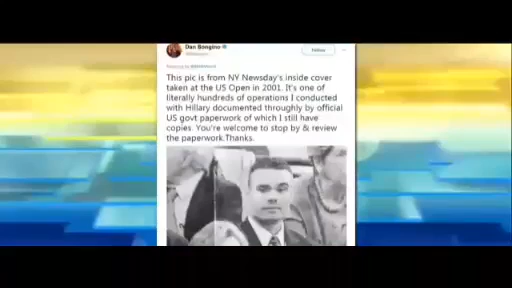 Dan Bongino
Follow
This pic is from NY Newsday's inside cover
taken at the US Open in 2001. It's one of
literally hundreds of operations I conducted
with Hillary documented throughly by official
US govt paperwork of which I still have
copies. You're welcome to stop by & review
the paperwork.Thanks.